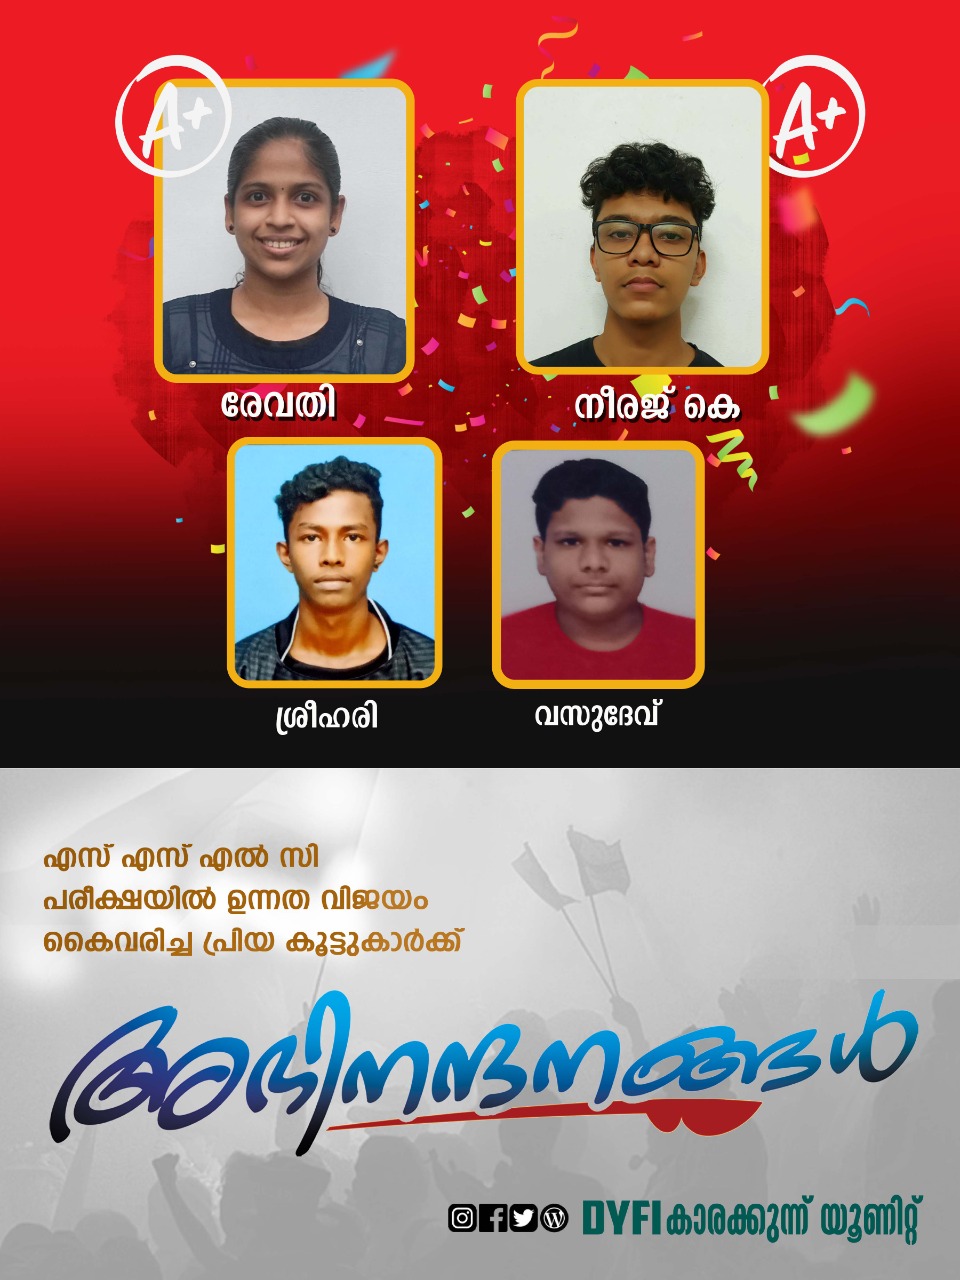 A+
A+
രേവതി
നീരജ് കെ
ശ്രീഹരി
വസുദേവ്
എസ് എസ് എൽ സി
പരീക്ഷയിൽ ഉന്നത വിജയം
കൈവരിച്ച പ്രിയ കൂട്ടുകാർക്ക്
അഭിനന്ദനങ്ങൾ
DYFI കാരക്കുന്ന് യൂണിറ്റ്